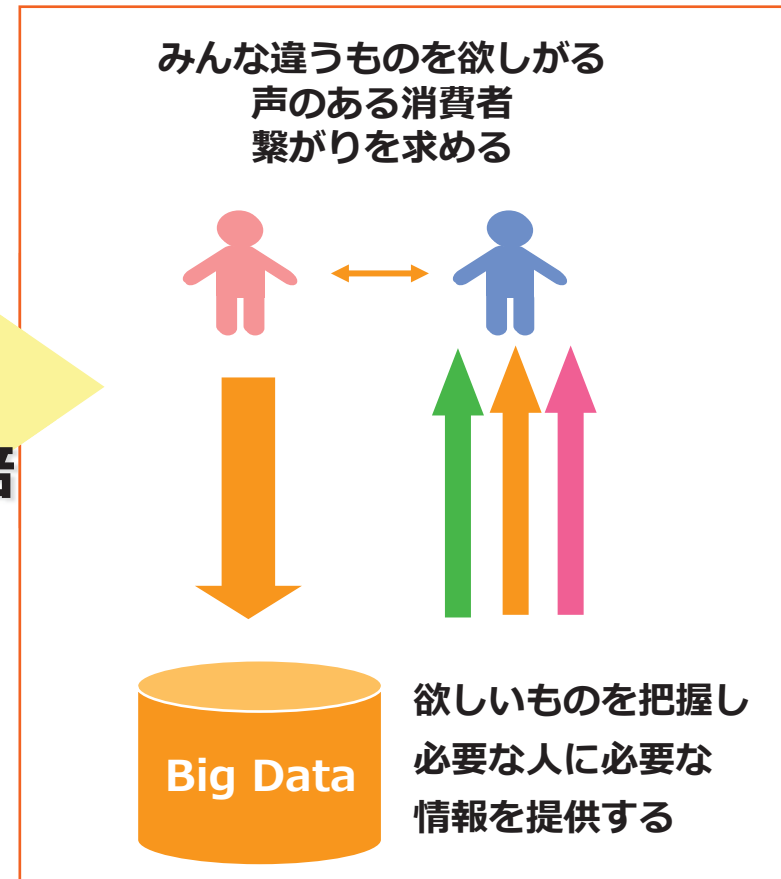 みんな違うものを欲しがる
声のある消費者
繋がりを求める
Big Data
欲しいものを把握し
必要な人に必要な
情報を提供する